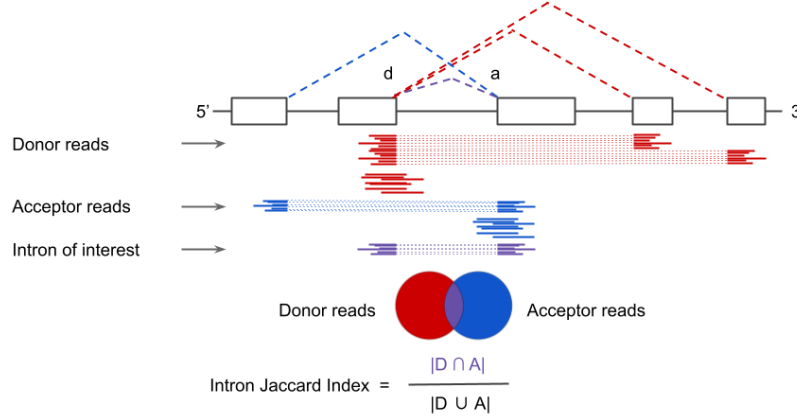 d a
5' 3'
Donor reads
Acceptor reads
Intron of interest
Donor reads Acceptor reads
|D ∩ A|
Intron Jaccard Index =
|D ∪ A|